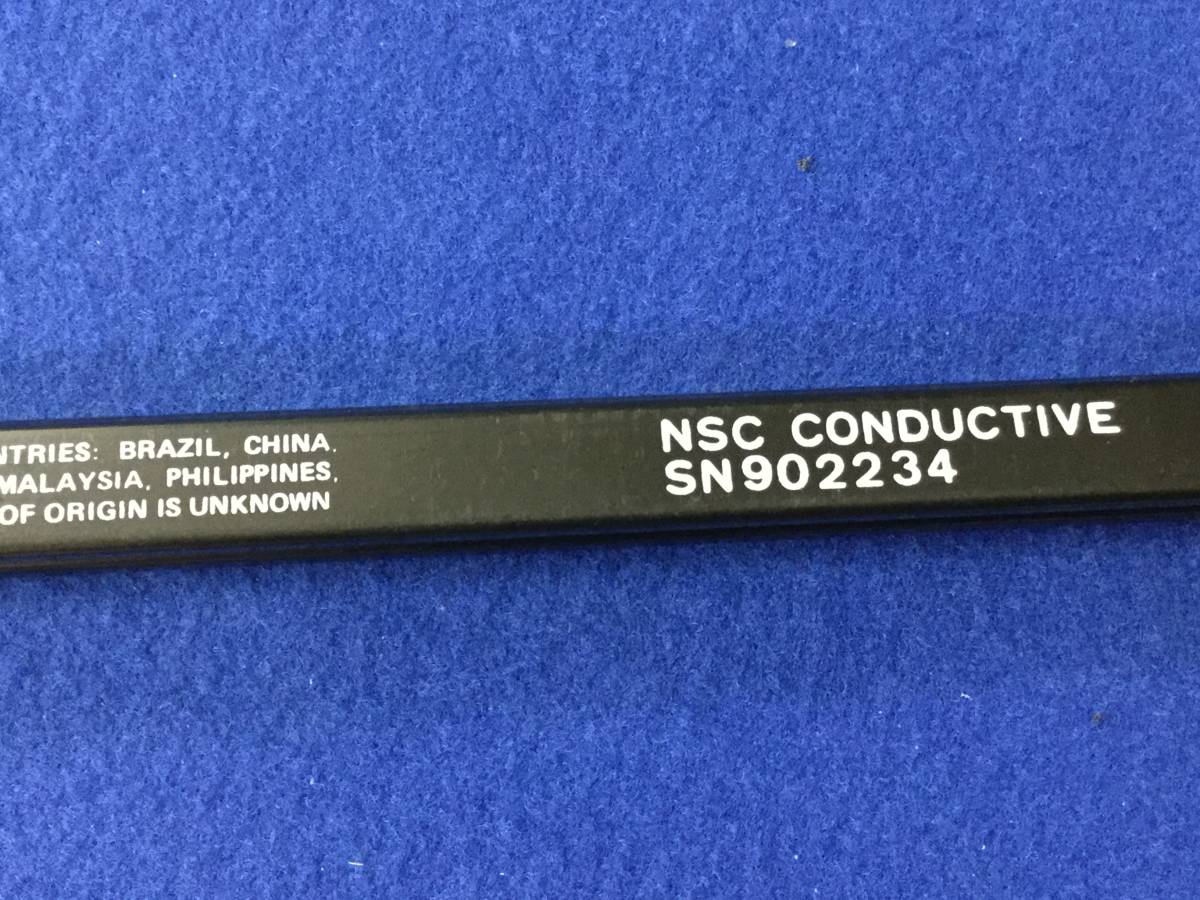 NTRIES: BRAZIL, CHINA,
MALAYSIA, PHILIPPINES,
OF ORIGIN IS UNKNOWN
NSC CONDUCTIVE
SN902234